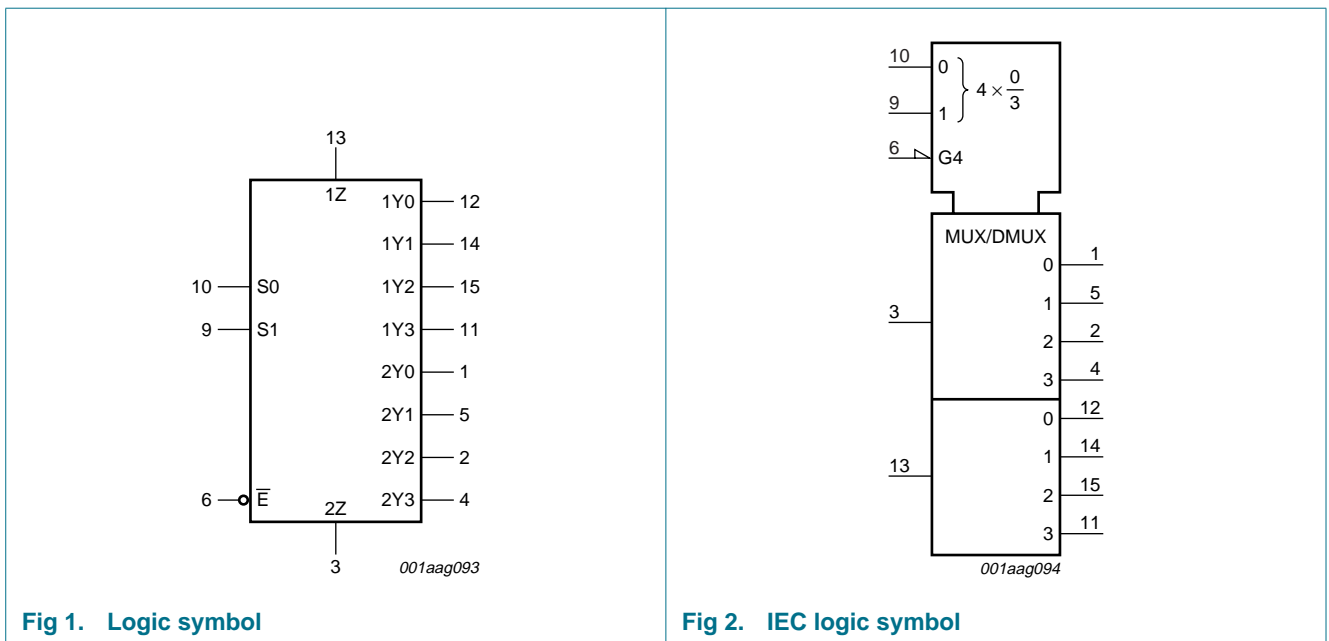 13
1Z
1Y0 12
1Y1 14
10 S0 1Y2 15
9 S1 1Y3 11
2Y0 1
2Y1 5
2Y2 2
6 E̅ 2Y3 4
2Z
3
001aag093
Fig 1. Logic symbol
10 0
4 × 0/3
9 1
6 G4
MUX/DMUX
0 1
1 5
3
2 2
3 4
0 12
1 14
13
2 15
3 11
001aag094
Fig 2. IEC logic symbol